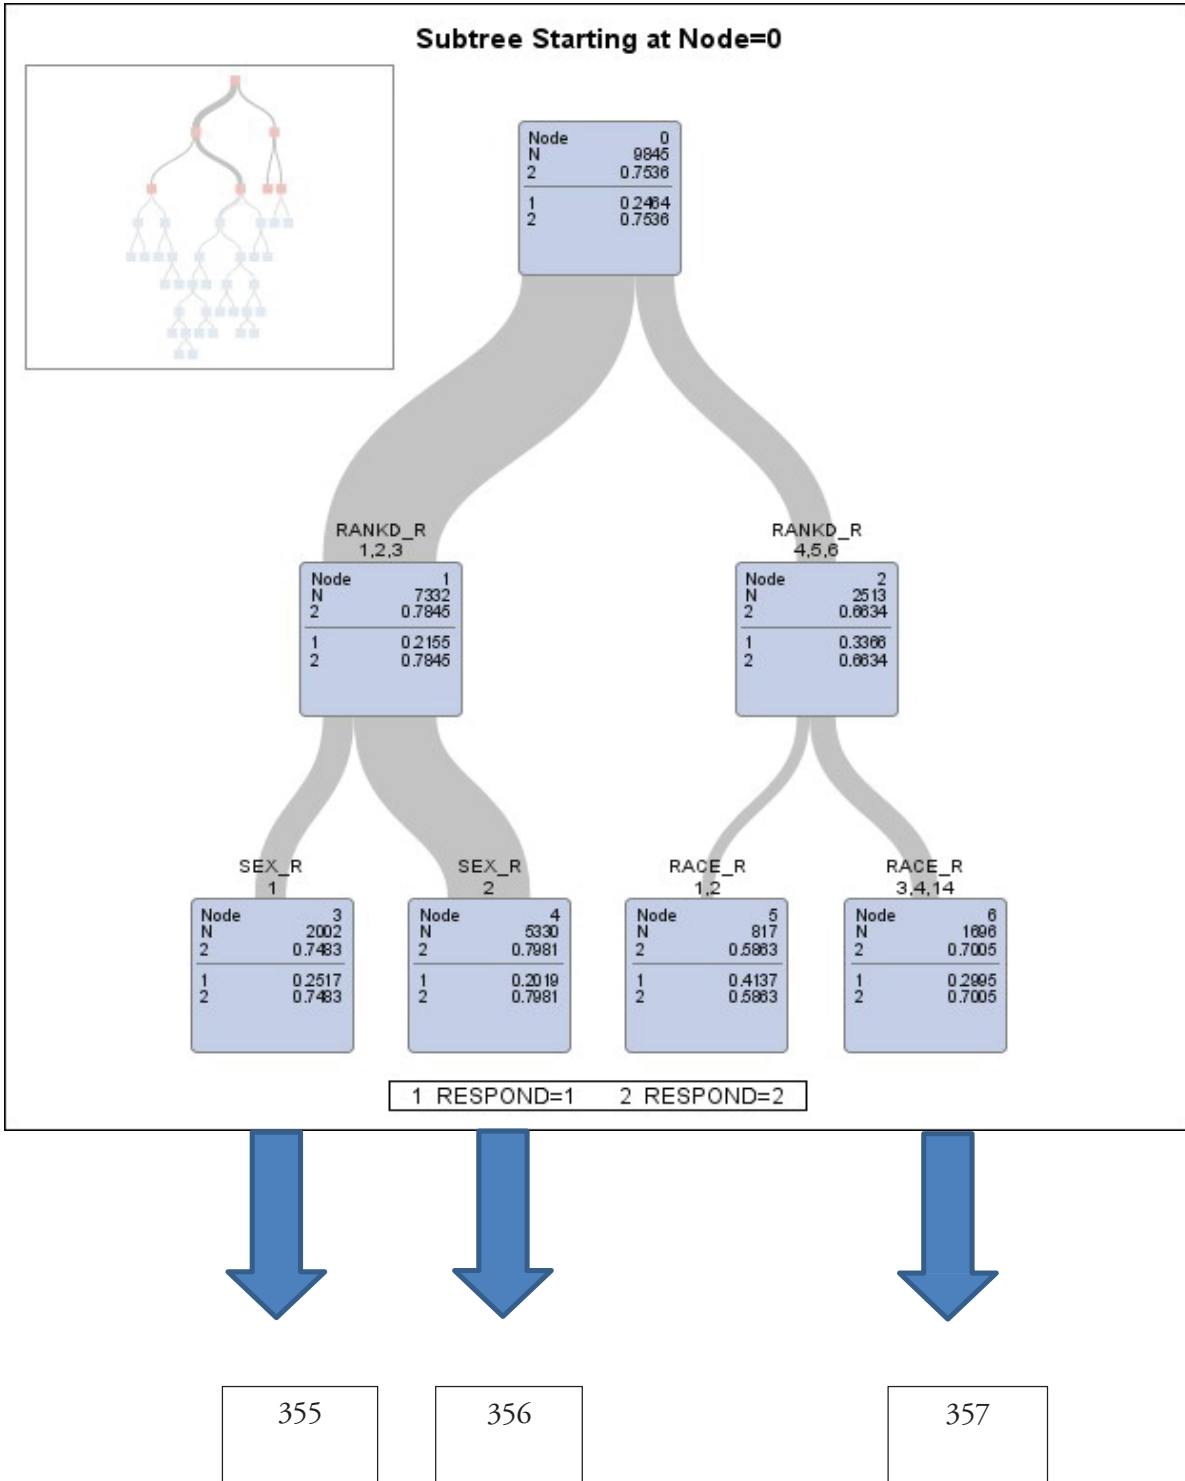 Subtree Starting at Node=0
Node 0
N 9845
2 0.7536
1 0.2464
2 0.7536
RANKD_R
1,2,3
RANKD_R
4,5,6
Node 1
N 7332
2 0.7845
1 0.2155
2 0.7845
Node 2
N 2513
2 0.6634
1 0.3366
2 0.6634
SEX_R
1
SEX_R
2
RACE_R
1,2
RACE_R
3,4,14
Node 3
N 2002
2 0.7483
1 0.2517
2 0.7483
Node 4
N 5330
2 0.7981
1 0.2019
2 0.7981
Node 5
N 817
2 0.5863
1 0.4137
2 0.5863
Node 6
N 1696
2 0.7005
1 0.2995
2 0.7005
1 RESPOND=1 2 RESPOND=2
355
356
357